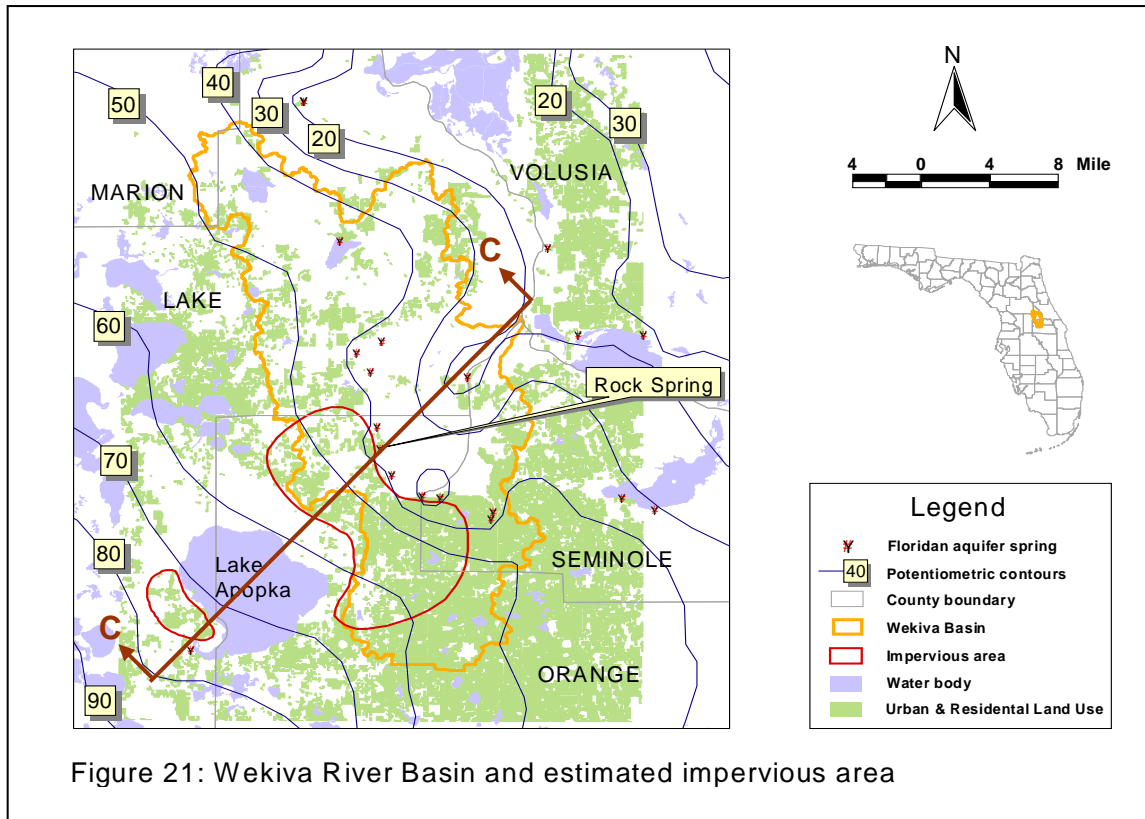 N
4 0 4 8 Mile
40
50
30
20
20
30
VOLUSIA
MARION
C
LAKE
60
Rock Spring
70
80
Lake
Apopka
SEMINOLE
C
90
ORANGE
Legend
Floridan aquifer spring
40 Potentiometric contours
County boundary
Wekiva Basin
Impervious area
Water body
Urban & Residental Land Use
Figure 21: Wekiva River Basin and estimated impervious area